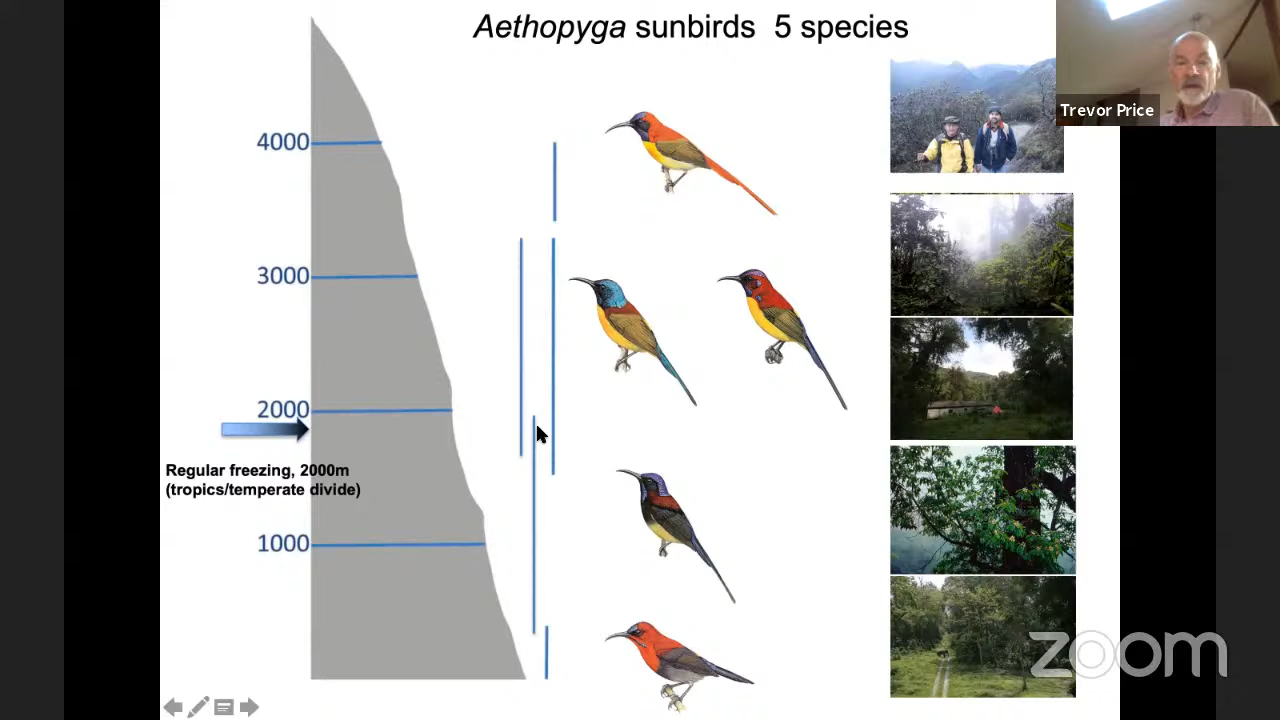 Aethopyga sunbirds 5 species
Trevor Price
4000
3000
2000
Regular freezing, 2000m
(tropics/temperate divide)
1000
zoom